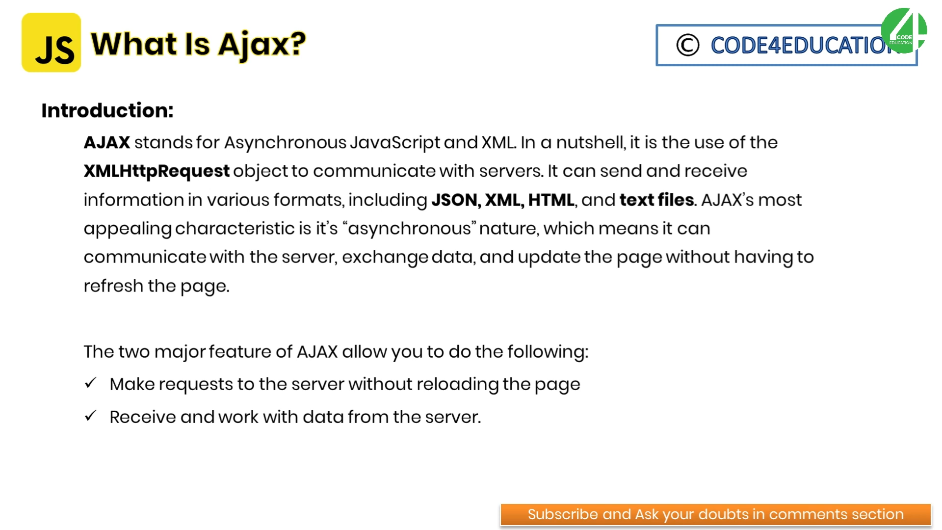 JS What Is Ajax?
© CODE4EDUCATION
4
CODE
EDUCATION
Introduction:
AJAX stands for Asynchronous JavaScript and XML. In a nutshell, it is the use of the
XMLHttpRequest object to communicate with servers. It can send and receive
information in various formats, including JSON, XML, HTML, and text files. AJAX’s most
appealing characteristic is it’s “asynchronous” nature, which means it can
communicate with the server, exchange data, and update the page without having to
refresh the page.
The two major feature of AJAX allow you to do the following:
✓ Make requests to the server without reloading the page
✓ Receive and work with data from the server.
Subscribe and Ask your doubts in comments section